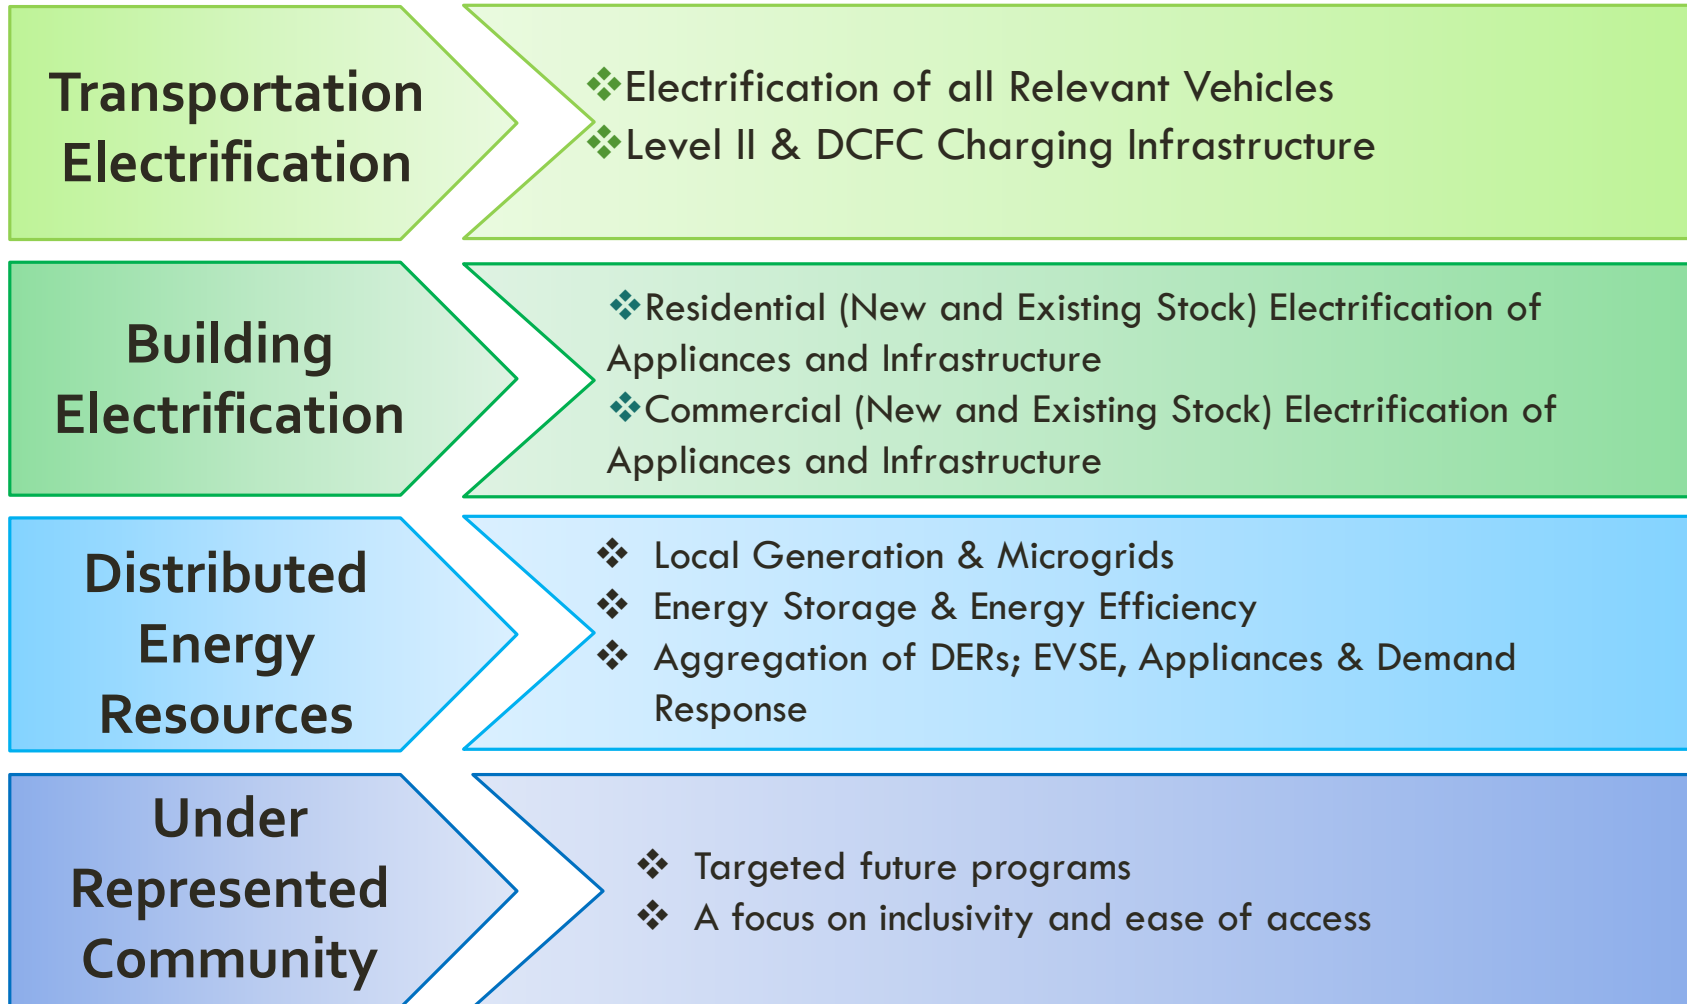 Transportation
Electrification
❖Electrification of all Relevant Vehicles
❖Level II & DCFC Charging Infrastructure
Building
Electrification
❖Residential (New and Existing Stock) Electrification of
Appliances and Infrastructure
❖Commercial (New and Existing Stock) Electrification of
Appliances and Infrastructure
Distributed
Energy
Resources
❖ Local Generation & Microgrids
❖ Energy Storage & Energy Efficiency
❖ Aggregation of DERs; EVSE, Appliances & Demand
Response
Under
Represented
Community
❖ Targeted future programs
❖ A focus on inclusivity and ease of access